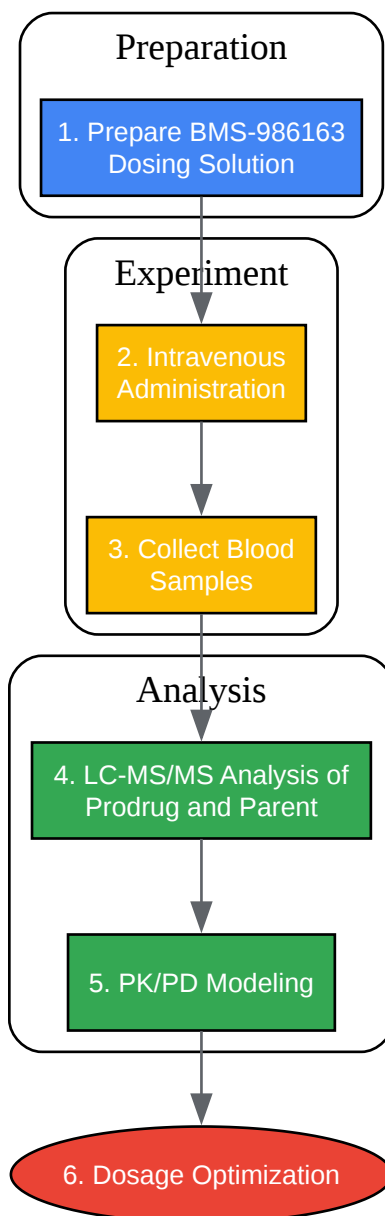 Preparation
1. Prepare BMS-986163
Dosing Solution
Experiment
2. Intravenous
Administration
3. Collect Blood
Samples
Analysis
4. LC-MS/MS Analysis of
Prodrug and Parent
5. PK/PD Modeling
6. Dosage Optimization